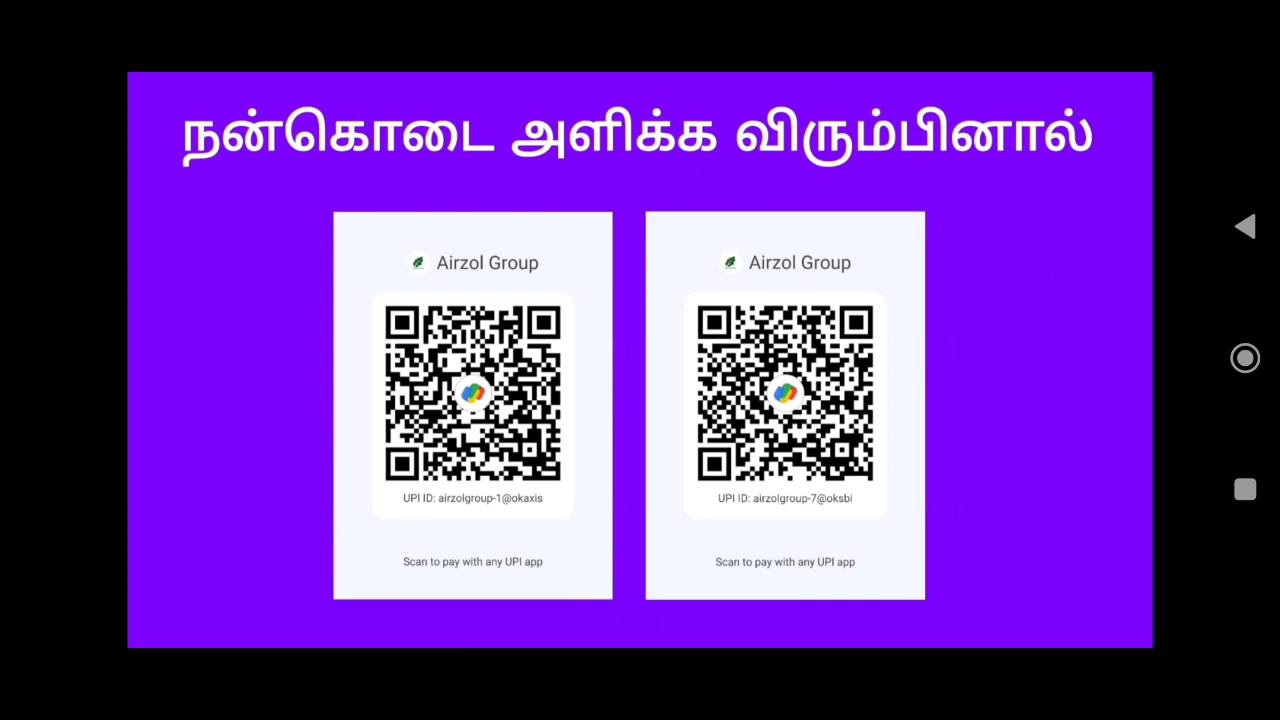 நன்கொடை அளிக்க விரும்பினால்
Airzol Group
UPI ID: airzolgroup-1@okaxis
Scan to pay with any UPI app
Airzol Group
UPI ID: airzolgroup-7@oksbi
Scan to pay with any UPI app